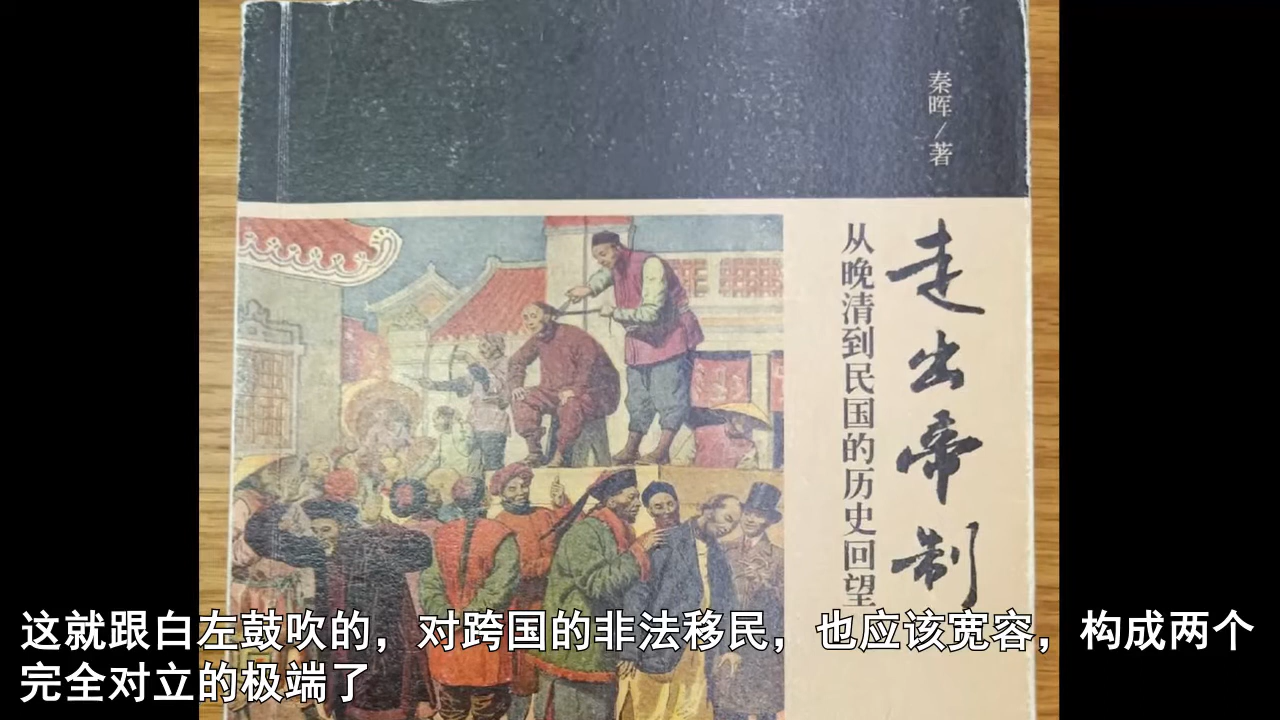 秦晖/著
走出帝制
从晚清到民国的历史回望
这就跟白左鼓吹的，对跨国的非法移民，也应该宽容，构成两个
完全对立的极端了